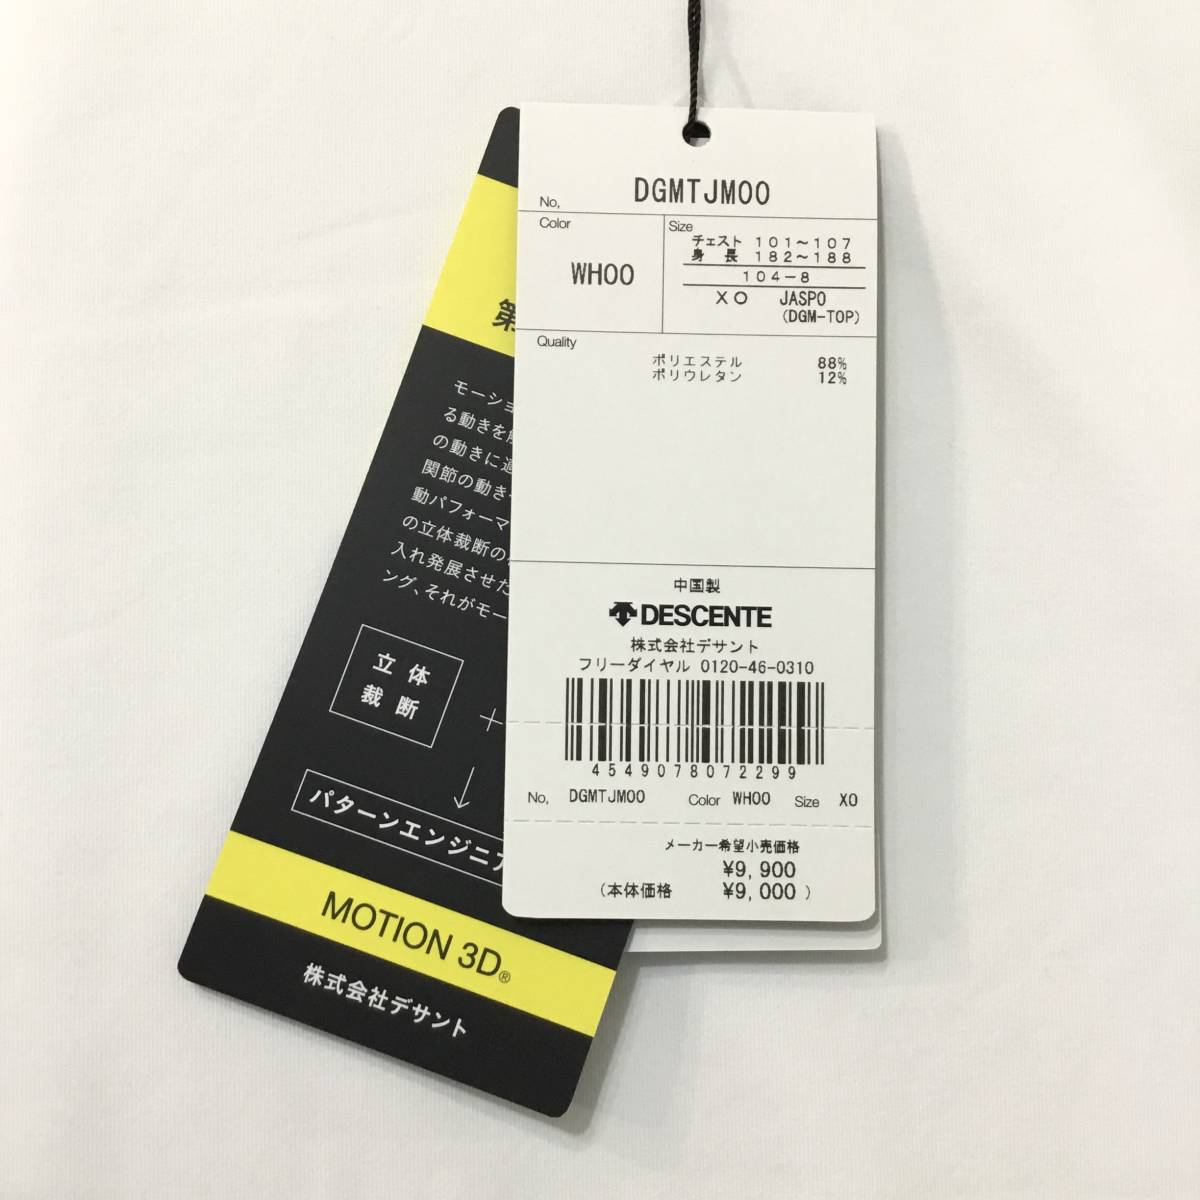 No, DGMTJM00
Color
WH00
Size
チェスト 101～107
身長 182～188
104-8
XO JASPO
(DGM-TOP)
Quality
ポリエステル 88%
ポリウレタン 12%
中国製
DESCENTE
株式会社デサント
フリーダイヤル 0120-46-0310
4549078072299
No, DGMTJM00 Color WH00 Size XO
メーカー希望小売価格
¥9,900
(本体価格 ¥9,000)
第
モーショ
る動きを
の動きに適
関節の動き
動パフォーマ
の立体裁断の
入れ発展させた
ング、それがモー
立体
裁断
+
パターンエンジニア
MOTION 3D®
株式会社デサント